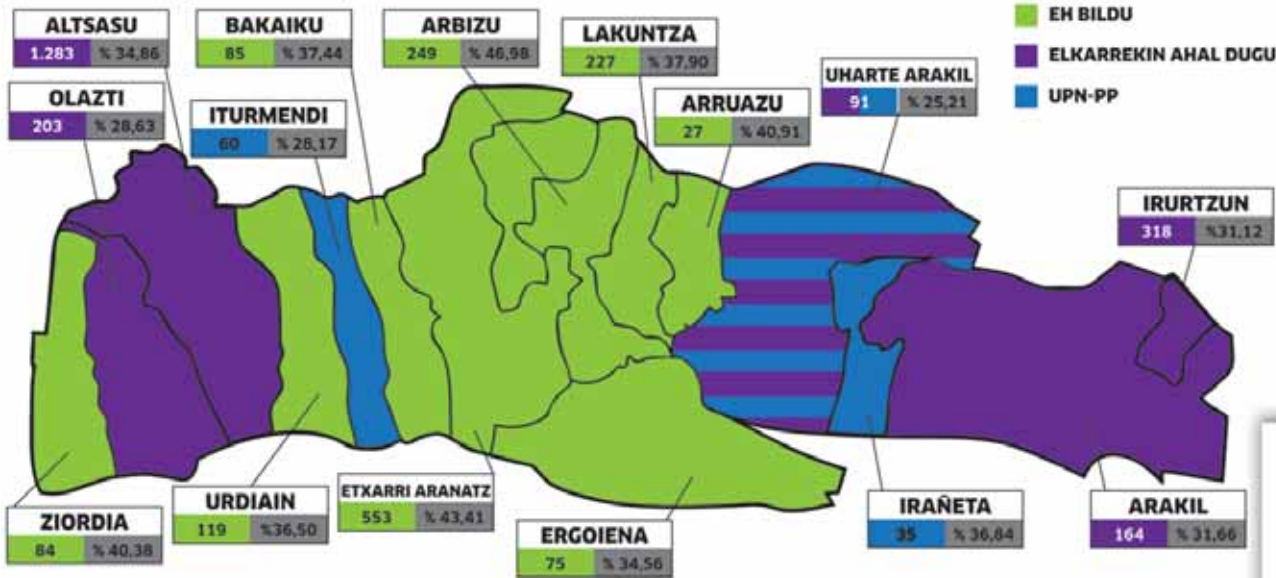 ALTSASU
1.283 % 34,86
BAKAIKU
85 % 37,44
ARBIZU
249 % 46,98
LAKUNTZA
227 % 37,90
EH BILDU
ELKARREKIN AHAL DUGU
UPN-PP
OLAZTI
203 % 28,63
ITURMENDI
60 % 28,17
ARRUAZU
27 % 40,91
UHARTE ARAKIL
91 % 25,21
IRURTZUN
318 %31,12
ZIORDIA
84 % 40,38
URDIAIN
119 %36,50
ETXARRI ARANATZ
553 % 43,41
ERGOIENA
75 % 34,56
IRAÑETA
35 % 36,84
ARAKIL
164 % 31,66